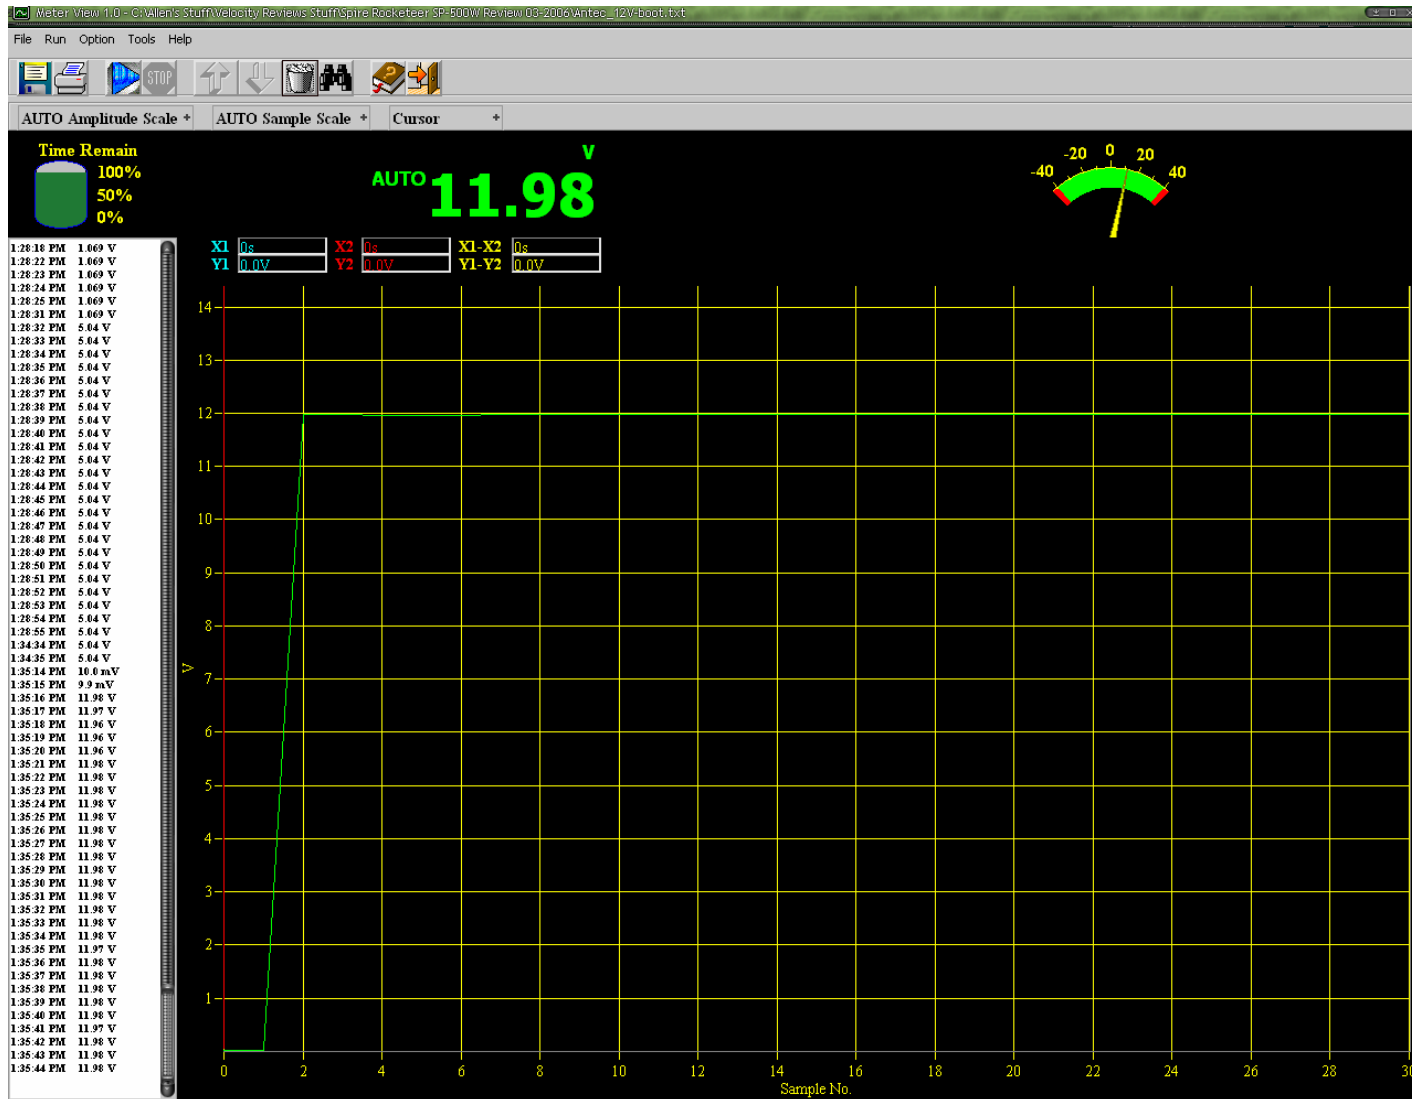 Meter View 1.0 - C:\Allen's Stuff\Velocity Reviews Stuff\Spire Rocketeer SP-500W Review 03-2006\Antec_12V-boot.txt
File Run Option Tools Help
STOP
AUTO Amplitude Scale + AUTO Sample Scale + Cursor +
Time Remain
100%
50%
0%
V
AUTO 11.98
-40 -20 0 20 40
X1 0s X2 0s X1-X2 0s
Y1 0.0V Y2 0.0V Y1-Y2 0.0V
1:28:18 PM 1.069 V
1:28:22 PM 1.069 V
1:28:23 PM 1.069 V
1:28:24 PM 1.069 V
1:28:25 PM 1.069 V
1:28:31 PM 1.069 V
1:28:32 PM 5.04 V
1:28:33 PM 5.04 V
1:28:34 PM 5.04 V
1:28:35 PM 5.04 V
1:28:36 PM 5.04 V
1:28:37 PM 5.04 V
1:28:38 PM 5.04 V
1:28:39 PM 5.04 V
1:28:40 PM 5.04 V
1:28:41 PM 5.04 V
1:28:42 PM 5.04 V
1:28:43 PM 5.04 V
1:28:44 PM 5.04 V
1:28:45 PM 5.04 V
1:28:46 PM 5.04 V
1:28:47 PM 5.04 V
1:28:48 PM 5.04 V
1:28:49 PM 5.04 V
1:28:50 PM 5.04 V
1:28:51 PM 5.04 V
1:28:52 PM 5.04 V
1:28:53 PM 5.04 V
1:28:54 PM 5.04 V
1:28:55 PM 5.04 V
1:34:34 PM 5.04 V
1:34:35 PM 5.04 V
1:35:14 PM 10.0 mV
1:35:15 PM 9.9 mV
1:35:16 PM 11.98 V
1:35:17 PM 11.97 V
1:35:18 PM 11.96 V
1:35:19 PM 11.96 V
1:35:20 PM 11.96 V
1:35:21 PM 11.98 V
1:35:22 PM 11.98 V
1:35:23 PM 11.98 V
1:35:24 PM 11.98 V
1:35:25 PM 11.98 V
1:35:26 PM 11.98 V
1:35:27 PM 11.98 V
1:35:28 PM 11.98 V
1:35:29 PM 11.98 V
1:35:30 PM 11.98 V
1:35:31 PM 11.98 V
1:35:32 PM 11.98 V
1:35:33 PM 11.98 V
1:35:34 PM 11.98 V
1:35:35 PM 11.97 V
1:35:36 PM 11.98 V
1:35:37 PM 11.98 V
1:35:38 PM 11.98 V
1:35:39 PM 11.98 V
1:35:40 PM 11.98 V
1:35:41 PM 11.97 V
1:35:42 PM 11.98 V
1:35:43 PM 11.98 V
1:35:44 PM 11.98 V
14
13
12
11
10
9
8
V
7
6
5
4
3
2
1
0 2 4 6 8 10 12 14 16 18 20 22 24 26 28 30
Sample No.